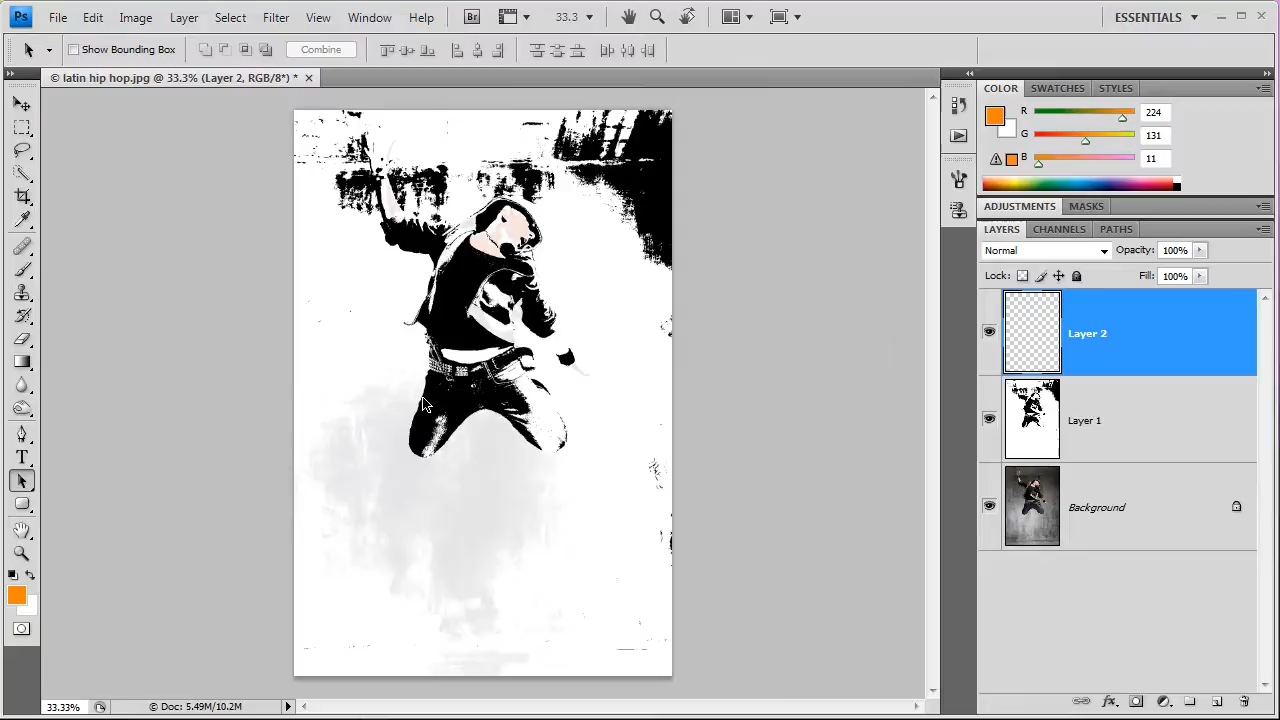 Ps File Edit Image Layer Select Filter View Window Help Br 33.3 ESSENTIALS
Show Bounding Box Combine
© latin hip hop.jpg @ 33.3% (Layer 2, RGB/8*) *
COLOR SWATCHES STYLES
R 224
G 131
B 11
ADJUSTMENTS MASKS
LAYERS CHANNELS PATHS
Normal Opacity: 100%
Lock: Fill: 100%
Layer 2
Layer 1
Background
T
fx
33.33% © Doc: 5.49M/10.2M